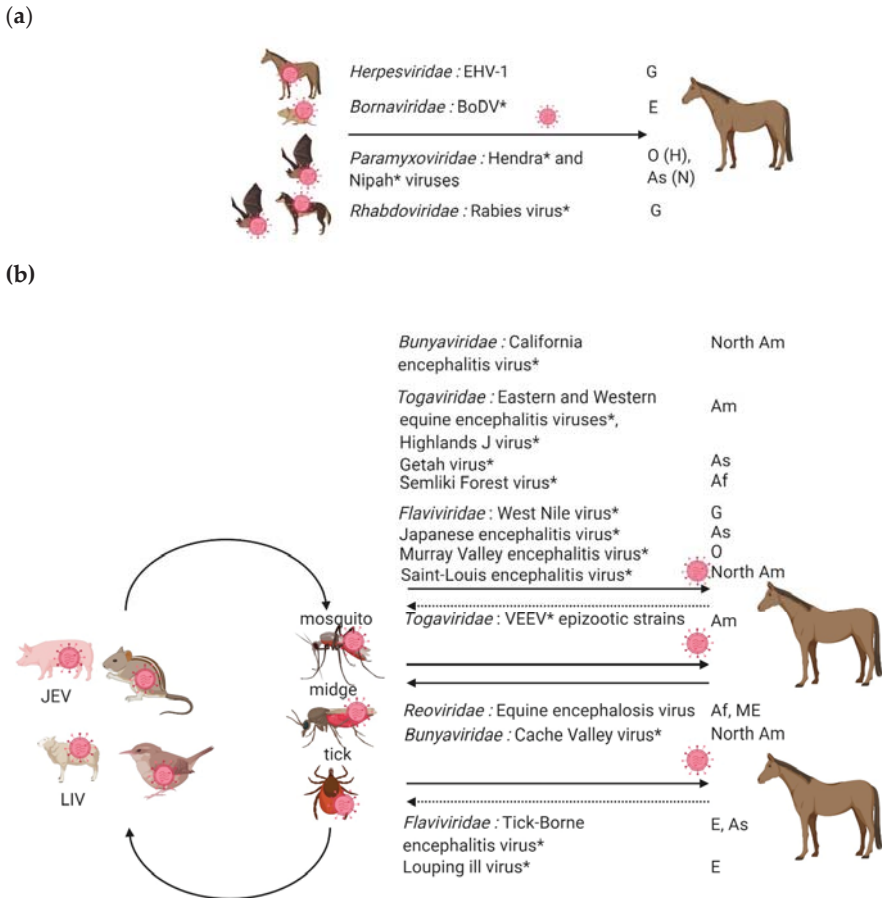 (a)
Herpesviridae : EHV-1 G
Bornaviridae : BoDV* E
Paramyxoviridae : Hendra* and O (H),
Nipah* viruses As (N)
Rhabdoviridae : Rabies virus* G
(b)
Bunyaviridae : California North Am
encephalitis virus*
Togaviridae : Eastern and Western
equine encephalitis viruses*, Am
Highlands J virus*
Getah virus* As
Semliki Forest virus* Af
Flaviviridae : West Nile virus* G
Japanese encephalitis virus* As
Murray Valley encephalitis virus* O
Saint-Louis encephalitis virus* North Am
mosquito
Togaviridae : VEEV* epizootic strains Am
JEV
midge
Reoviridae : Equine encephalosis virus Af, ME
Bunyaviridae : Cache Valley virus* North Am
tick
LIV
Flaviviridae : Tick-Borne E, As
encephalitis virus*
Louping ill virus* E